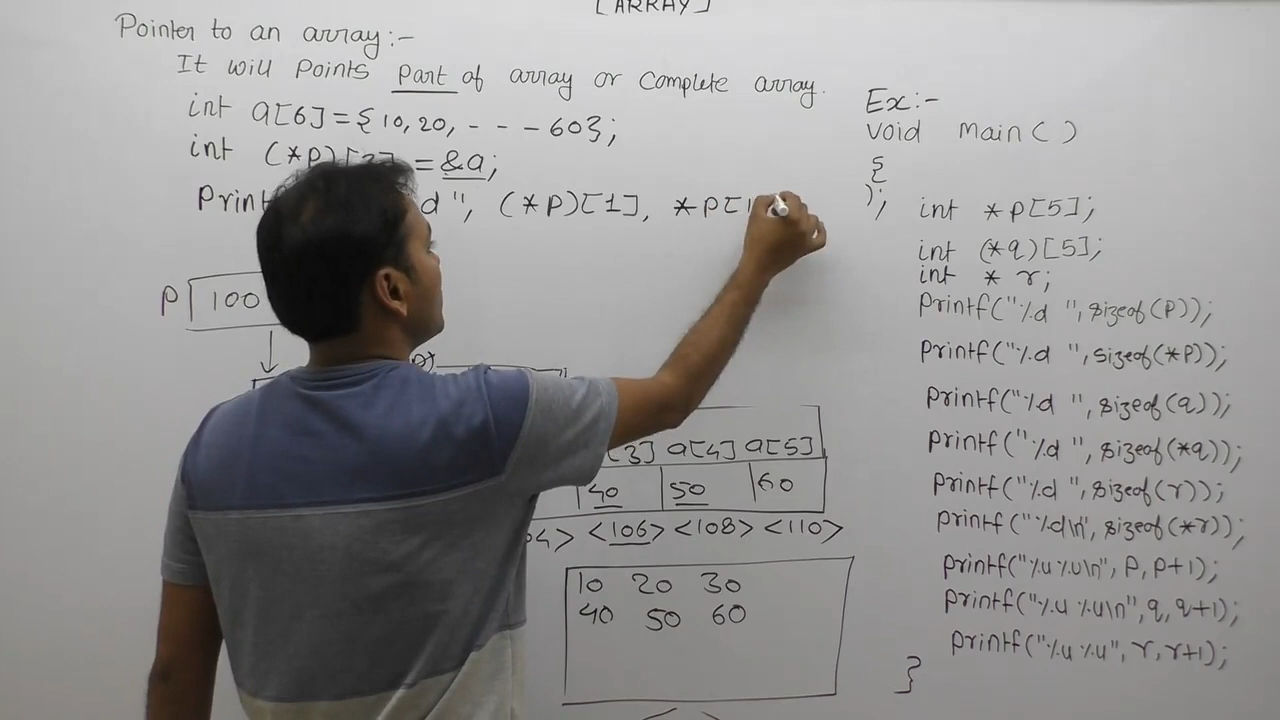 [ARRAY]
Pointer to an array:-
It will Points Part of array or Complete array.
int a[6]={10,20,- - - -60};
int (*P)[3] =&a;
Print d", (*P)[1], *P[1
P 100
[3] a[4] a[5]
40 50 60
04> <106> <108> <110>
10 20 30
40 50 60
Ex:-
void main()
{
);
int *P[5];
int (*q)[5];
int * r;
Printf("%d ",sizeof(P));
Printf("%d ",sizeof(*P));
Printf("%d ",sizeof(q));
Printf("%d ",sizeof(*q));
Printf("%d ",sizeof(r));
Printf("%d\n",sizeof(*r));
Printf("%u %u\n", P, P+1);
Printf("%u %u\n",q,q+1);
Printf("%u %u",r,r+1);
}